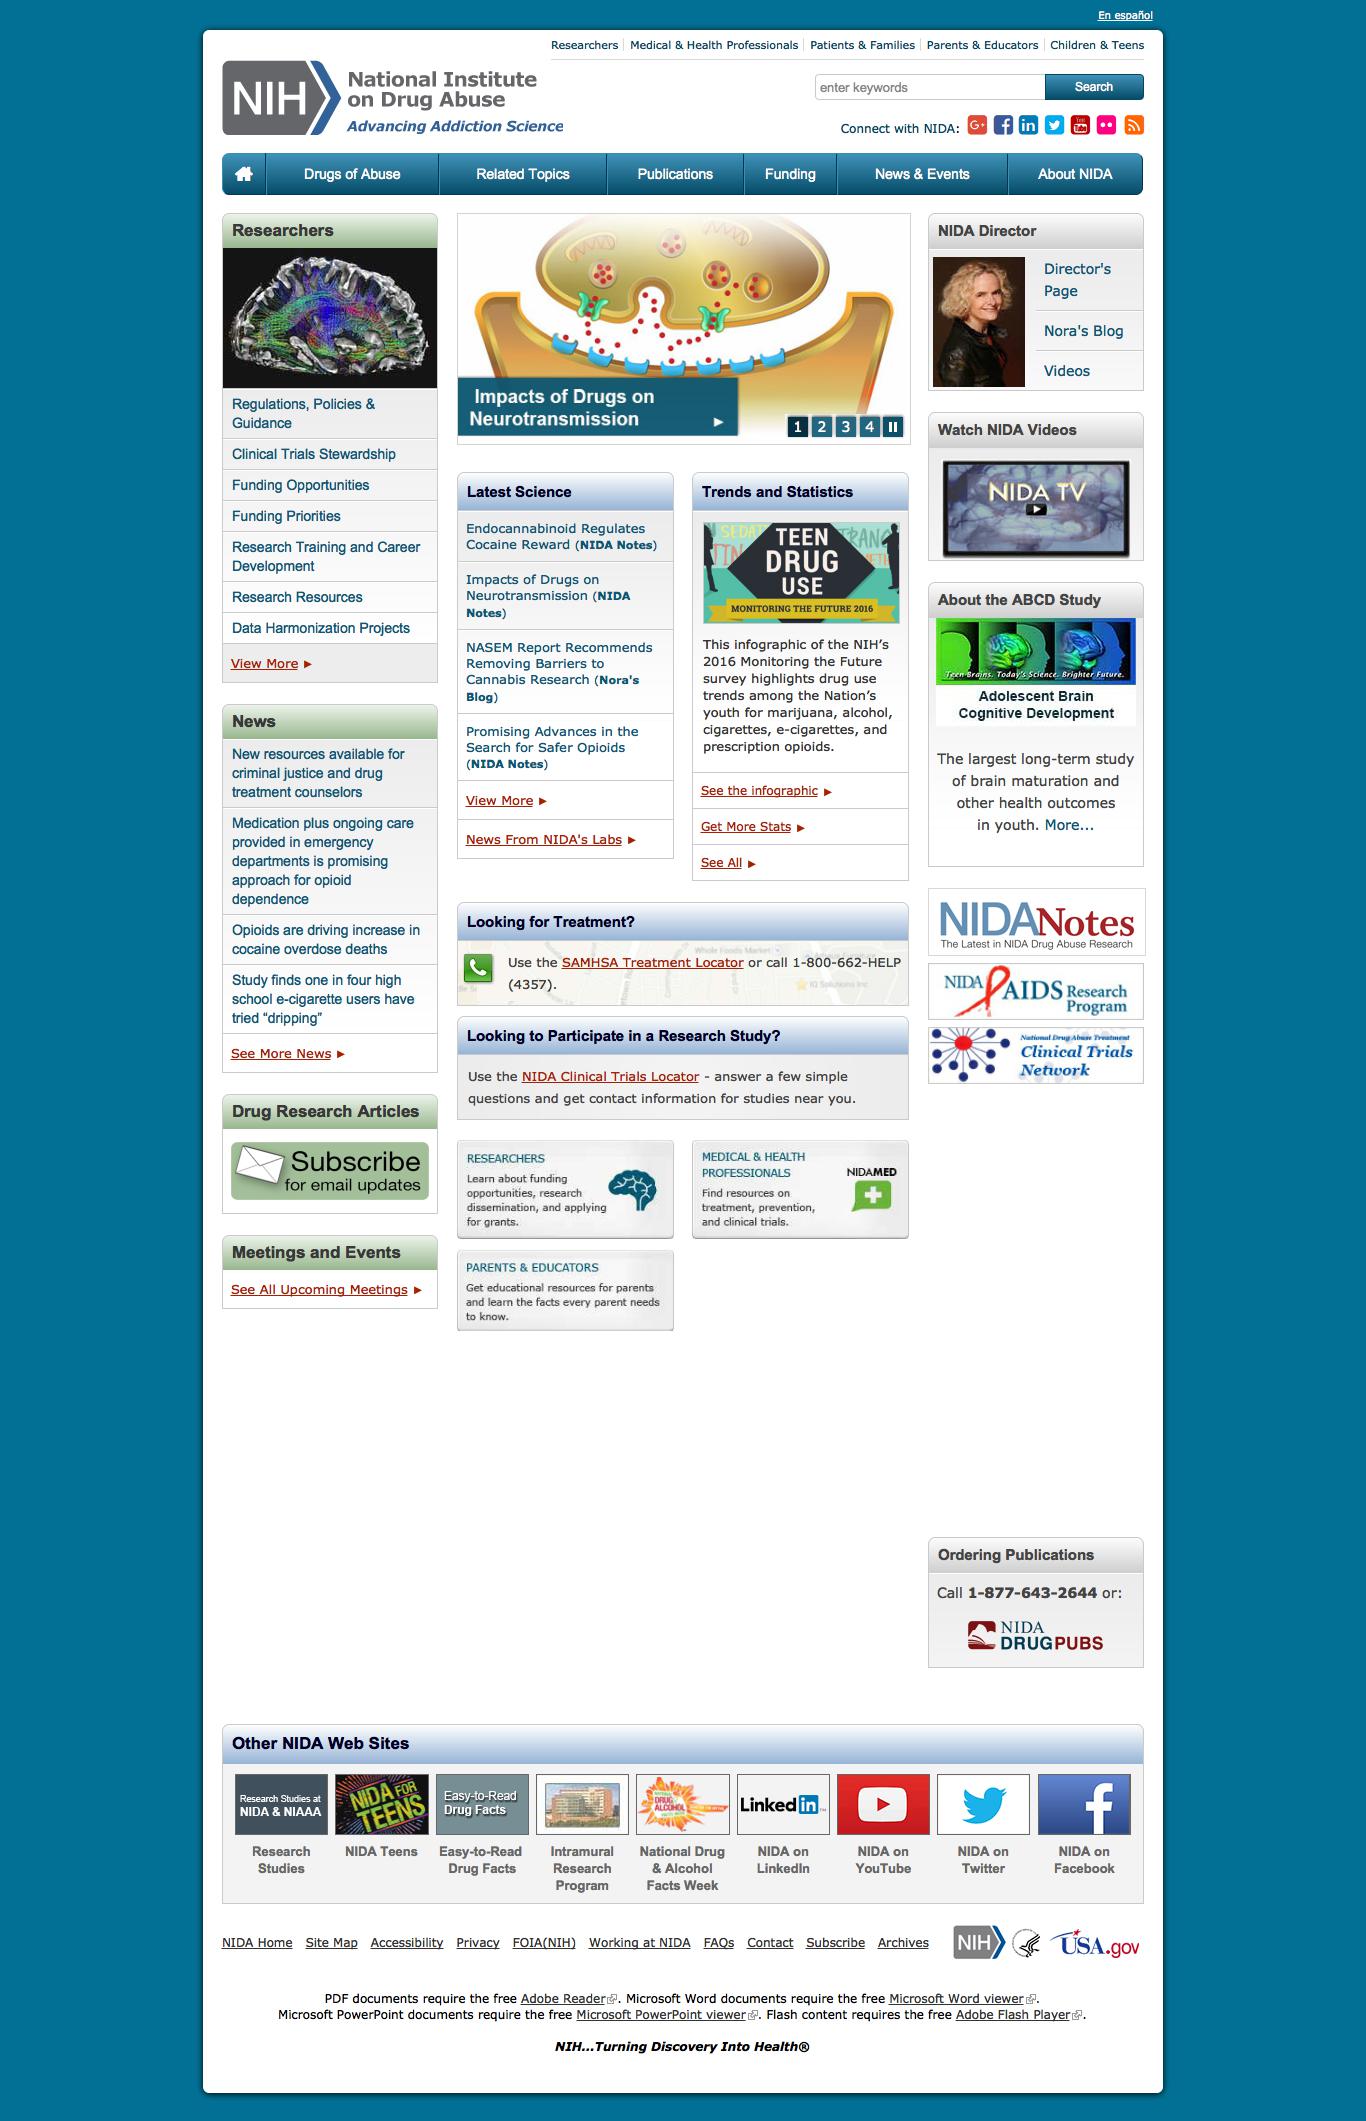 En español
Researchers
Medical & Health Professionals
Patients & Families
Parents & Educators
Children & Teens
NIH
National Institute
on Drug Abuse
Advancing Addiction Science
enter keywords
Search
Connect with NIDA:
Drugs of Abuse
Related Topics
Publications
Funding
News & Events
About NIDA
Researchers
Regulations, Policies &
Guidance
Clinical Trials Stewardship
Funding Opportunities
Funding Priorities
Research Training and Career
Development
Research Resources
Data Harmonization Projects
View More
News
New resources available for
criminal justice and drug
treatment counselors
Medication plus ongoing care
provided in emergency
departments is promising
approach for opioid
dependence
Opioids are driving increase in
cocaine overdose deaths
Study finds one in four high
school e-cigarette users have
tried “dripping”
See More News
Drug Research Articles
Subscribe
for email updates
Meetings and Events
See All Upcoming Meetings
Impacts of Drugs on
Neurotransmission
1 2 3 4
Latest Science
Endocannabinoid Regulates
Cocaine Reward (NIDA Notes)
Impacts of Drugs on
Neurotransmission (NIDA
Notes)
NASEM Report Recommends
Removing Barriers to
Cannabis Research (Nora's
Blog)
Promising Advances in the
Search for Safer Opioids
(NIDA Notes)
View More
News From NIDA's Labs
Trends and Statistics
TEEN
DRUG
USE
MONITORING THE FUTURE 2016
This infographic of the NIH’s
2016 Monitoring the Future
survey highlights drug use
trends among the Nation’s
youth for marijuana, alcohol,
cigarettes, e-cigarettes, and
prescription opioids.
See the infographic
Get More Stats
See All
Looking for Treatment?
Use the SAMHSA Treatment Locator or call 1-800-662-HELP
(4357).
Looking to Participate in a Research Study?
Use the NIDA Clinical Trials Locator - answer a few simple
questions and get contact information for studies near you.
RESEARCHERS
Learn about funding
opportunities, research
dissemination, and applying
for grants.
MEDICAL & HEALTH
PROFESSIONALS
Find resources on
treatment, prevention,
and clinical trials.
NIDAMED
PARENTS & EDUCATORS
Get educational resources for parents
and learn the facts every parent needs
to know.
NIDA Director
Director's
Page
Nora's Blog
Videos
Watch NIDA Videos
NIDA TV
About the ABCD Study
Teen Brains. Today's Science. Brighter Future.
Adolescent Brain
Cognitive Development
The largest long-term study
of brain maturation and
other health outcomes
in youth. More...
NIDANotes
The Latest in NIDA Drug Abuse Research
NIDA AIDS Research
Program
National Drug Abuse Treatment
Clinical Trials
Network
Ordering Publications
Call 1-877-643-2644 or:
NIDA
DRUGPUBS
Other NIDA Web Sites
Research Studies at
NIDA & NIAAA
NIDA FOR
TEENS
Easy-to-Read
Drug Facts
NATIONAL
DRUG
ALCOHOL
Linked in
Research
Studies
NIDA Teens
Easy-to-Read
Drug Facts
Intramural
Research
Program
National Drug
& Alcohol
Facts Week
NIDA on
LinkedIn
NIDA on
YouTube
NIDA on
Twitter
NIDA on
Facebook
NIDA Home
Site Map
Accessibility
Privacy
FOIA(NIH)
Working at NIDA
FAQs
Contact
Subscribe
Archives
NIH
USA.gov
PDF documents require the free Adobe Reader. Microsoft Word documents require the free Microsoft Word viewer.
Microsoft PowerPoint documents require the free Microsoft PowerPoint viewer. Flash content requires the free Adobe Flash Player.
NIH...Turning Discovery Into Health®